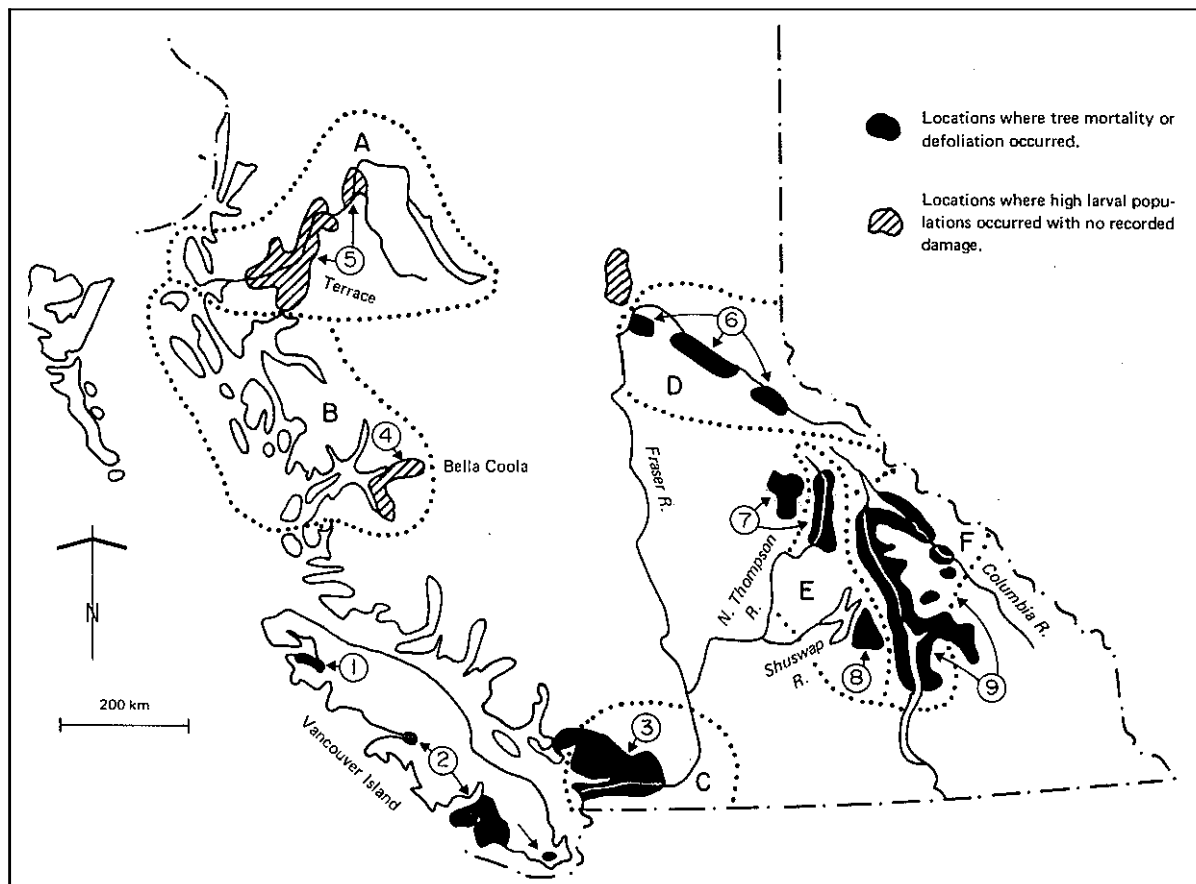 A
Locations where tree mortality or
defoliation occurred.
Locations where high larval popu-
lations occurred with no recorded
damage.
5
Terrace
6
D
B
4
Bella Coola
Fraser R.
7
N. Thompson
R.
E
F
Columbia R.
N
Shuswap
R.
8
9
1
200 km
2
Vancouver Island
3
C